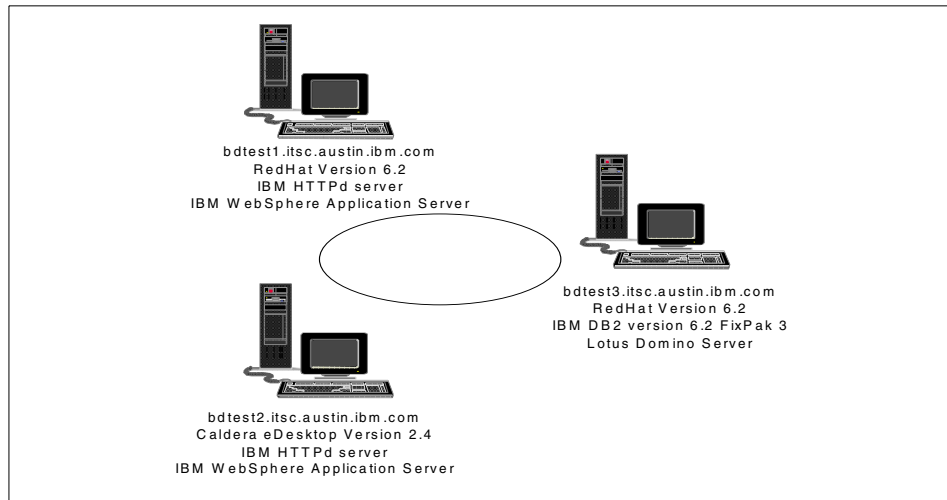 bdtest1.itsc.austin.ibm.com
RedHat Version 6.2
IBM HTTPd server
IBM WebSphere Application Server
bdtest3.itsc.austin.ibm.com
RedHat Version 6.2
IBM DB2 version 6.2 FixPak 3
Lotus Domino Server
bdtest2.itsc.austin.ibm.com
Caldera eDesktop Version 2.4
IBM HTTPd server
IBM WebSphere Application Server